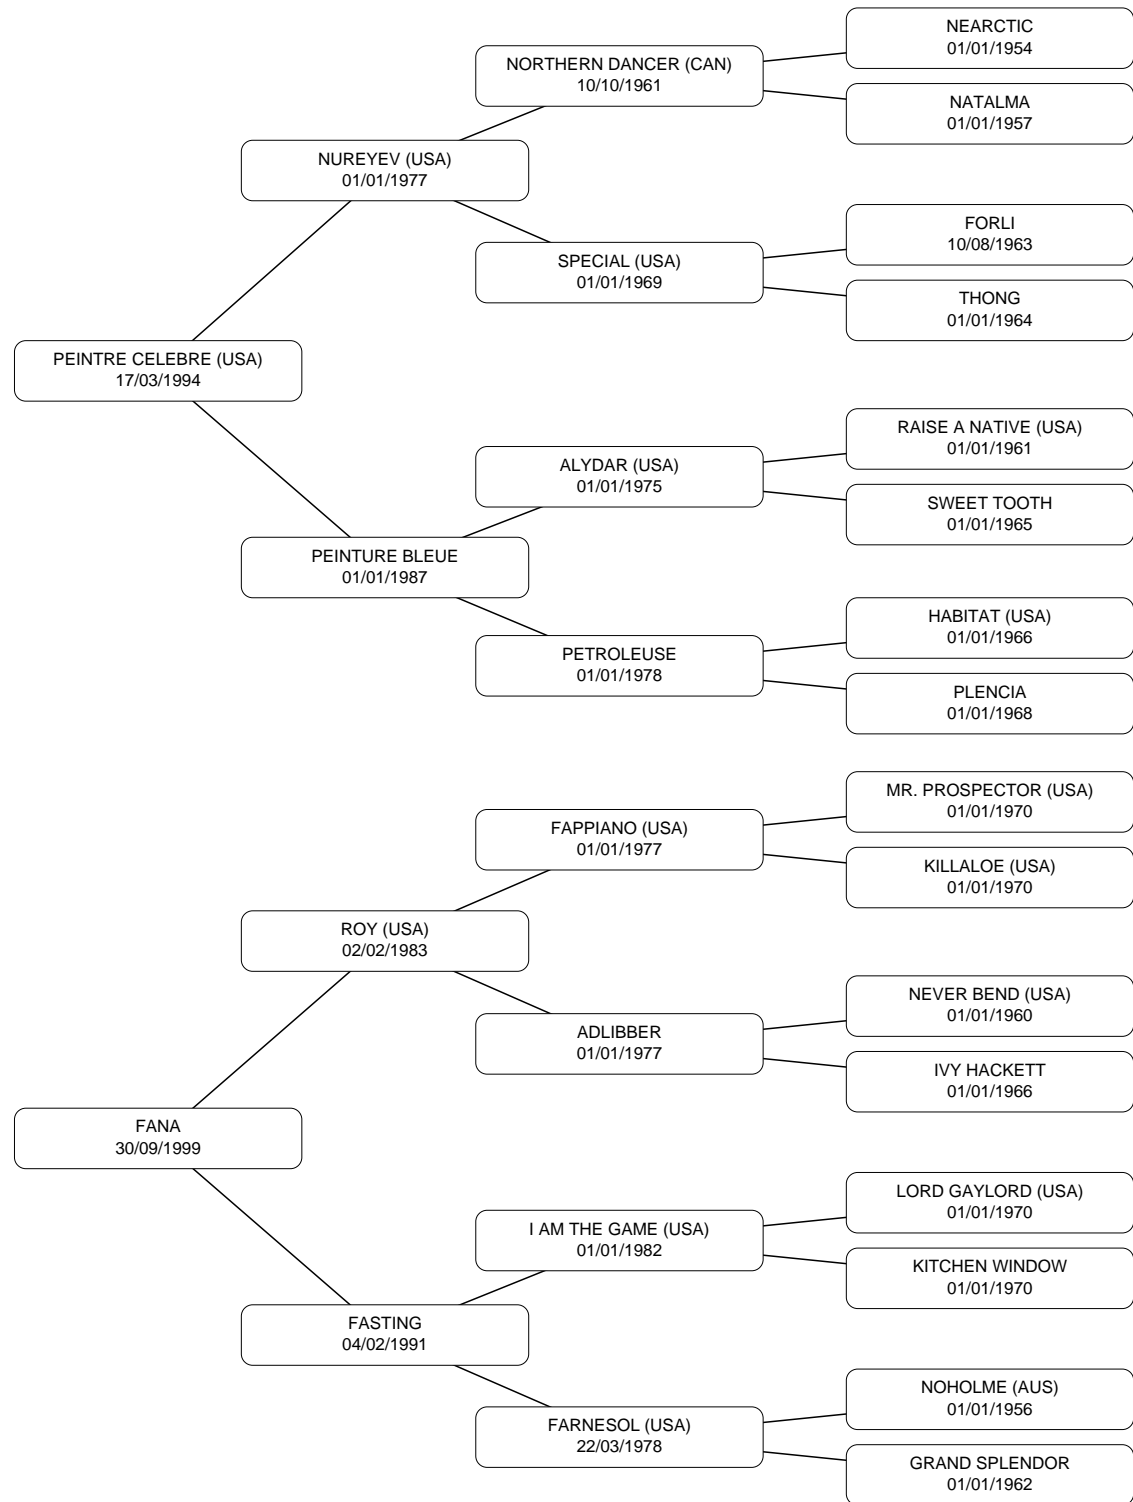 NEARCTIC
01/01/1954
NORTHERN DANCER (CAN)
10/10/1961
NATALMA
01/01/1957
NUREYEV (USA)
01/01/1977
FORLI
10/08/1963
SPECIAL (USA)
01/01/1969
THONG
01/01/1964
PEINTRE CELEBRE (USA)
17/03/1994
RAISE A NATIVE (USA)
01/01/1961
ALYDAR (USA)
01/01/1975
SWEET TOOTH
01/01/1965
PEINTURE BLEUE
01/01/1987
HABITAT (USA)
01/01/1966
PETROLEUSE
01/01/1978
PLENCIA
01/01/1968
MR. PROSPECTOR (USA)
01/01/1970
FAPPIANO (USA)
01/01/1977
KILLALOE (USA)
01/01/1970
ROY (USA)
02/02/1983
NEVER BEND (USA)
01/01/1960
ADLIBBER
01/01/1977
IVY HACKETT
01/01/1966
FANA
30/09/1999
LORD GAYLORD (USA)
01/01/1970
I AM THE GAME (USA)
01/01/1982
KITCHEN WINDOW
01/01/1970
FASTING
04/02/1991
NOHOLME (AUS)
01/01/1956
FARNESOL (USA)
22/03/1978
GRAND SPLENDOR
01/01/1962